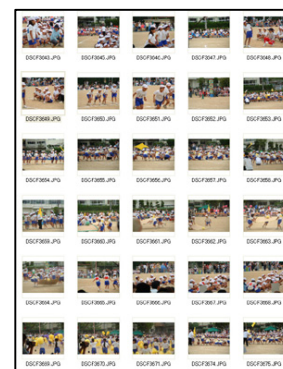 DSCF3643.JPG DSCF3645.JPG DSCF3646.JPG DSCF3647.JPG DSCF3648.JPG
DSCF3649.JPG DSCF3650.JPG DSCF3651.JPG DSCF3652.JPG DSCF3653.JPG
DSCF3654.JPG DSCF3655.JPG DSCF3656.JPG DSCF3657.JPG DSCF3658.JPG
DSCF3659.JPG DSCF3660.JPG DSCF3661.JPG DSCF3662.JPG DSCF3663.JPG
DSCF3664.JPG DSCF3665.JPG DSCF3666.JPG DSCF3667.JPG DSCF3668.JPG
DSCF3669.JPG DSCF3670.JPG DSCF3671.JPG DSCF3674.JPG DSCF3675.JPG